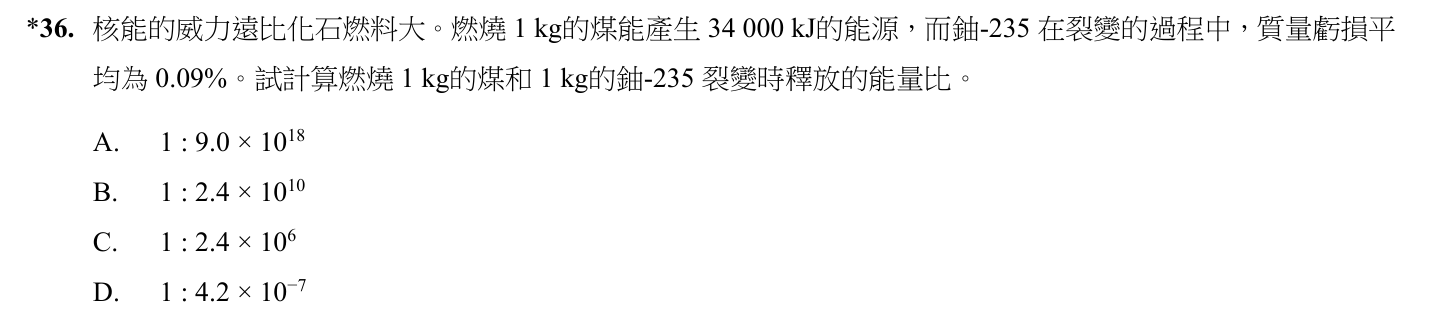 *36. 核能的威力遠比化石燃料大。燃燒 1 kg的煤能產生 34 000 kJ的能源，而鈾-235 在裂變的過程中，質量虧損平
均為 0.09%。試計算燃燒 1 kg的煤和 1 kg的鈾-235 裂變時釋放的能量比。
A. 1 : 9.0 × 10¹⁸
B. 1 : 2.4 × 10¹⁰
C. 1 : 2.4 × 10⁶
D. 1 : 4.2 × 10⁻⁷